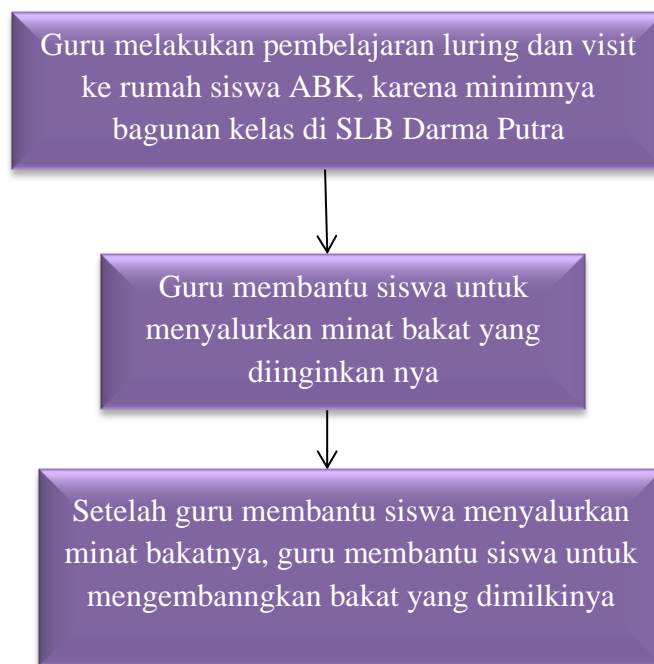 Guru melakukan pembelajaran luring dan visit
ke rumah siswa ABK, karena minimnya
bagunan kelas di SLB Darma Putra
Guru membantu siswa untuk
menyalurkan minat bakat yang
diinginkan nya
Setelah guru membantu siswa menyalurkan
minat bakatnya, guru membantu siswa untuk
mengembanngkan bakat yang dimilkinya